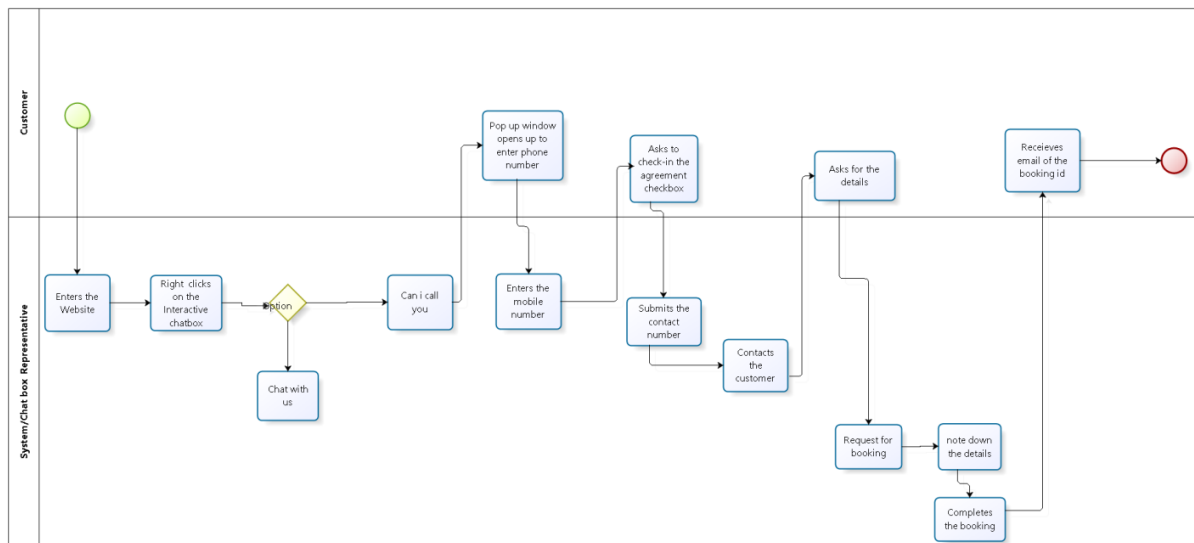 Customer
Pop up window
opens up to
enter phone
number
Asks to
check-in the
agreement
checkbox
Asks for the
details
Receieves
email of the
booking id
System/Chat box Representative
Enters the
Website
Right clicks
on the
Interactive
chatbox
option
Can i call
you
Chat with
us
Enters the
mobile
number
Submits the
contact
number
Contacts
the
customer
Request for
booking
note down
the details
Completes
the booking